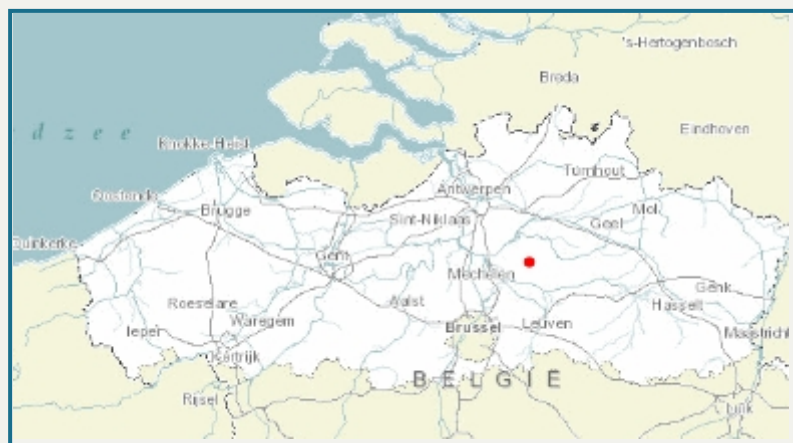 's-Hertogenbosch
Breda
Eindhoven
d z e e
Knokke-Heist
Turnhout
Antwerpen
Oostende
Mol
Brugge
Sint-Niklaas
Geel
Duinkerke
Gent
Mechelen
Genk
Roeselare
Aalst
Hasselt
Waregem
Ieper
Brussel
Leuven
Maastricht
Kortrijk
BELGIË
Rijsel
Luik